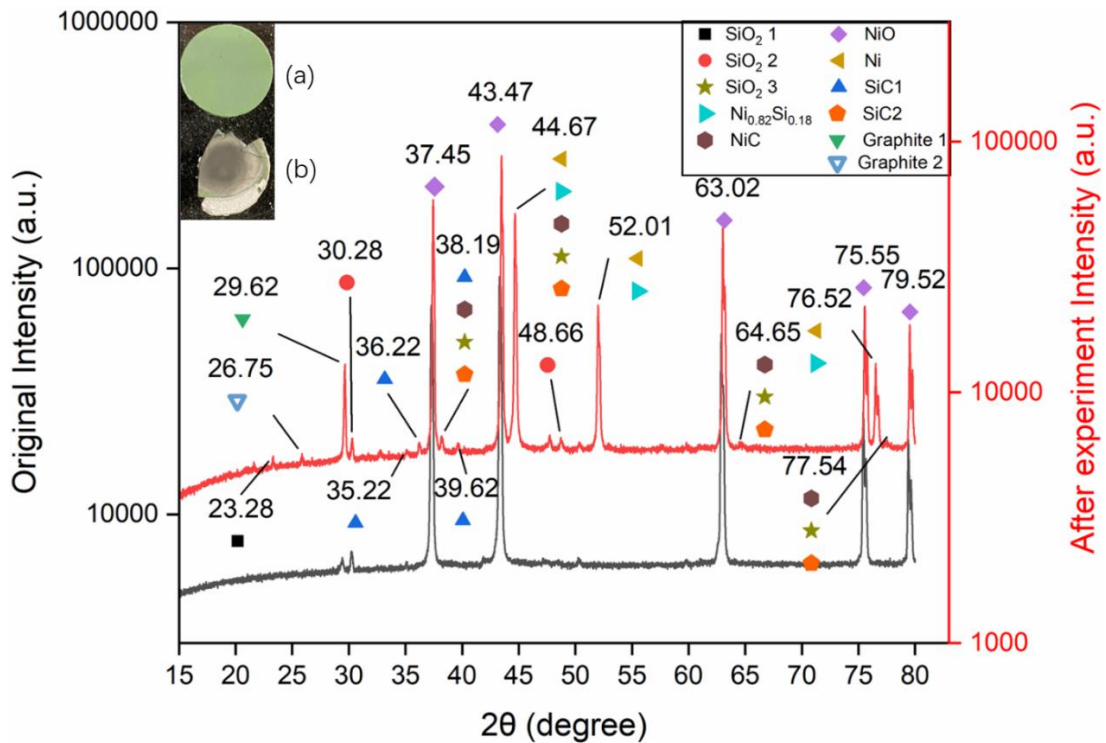 1000000
100000
10000
Original Intensity (a.u.)
(a)
(b)
SiO₂ 1
SiO₂ 2
SiO₂ 3
Ni₀.₈₂Si₀.₁₈
NiC
NiO
Ni
SiC1
SiC2
Graphite 1
Graphite 2
43.47
44.67
37.45
63.02
30.28
38.19
52.01
75.55
79.52
29.62
76.52
36.22
48.66
64.65
26.75
77.54
35.22
39.62
23.28
100000
10000
1000
After experiment Intensity (a.u.)
15 20 25 30 35 40 45 50 55 60 65 70 75 80
2θ (degree)